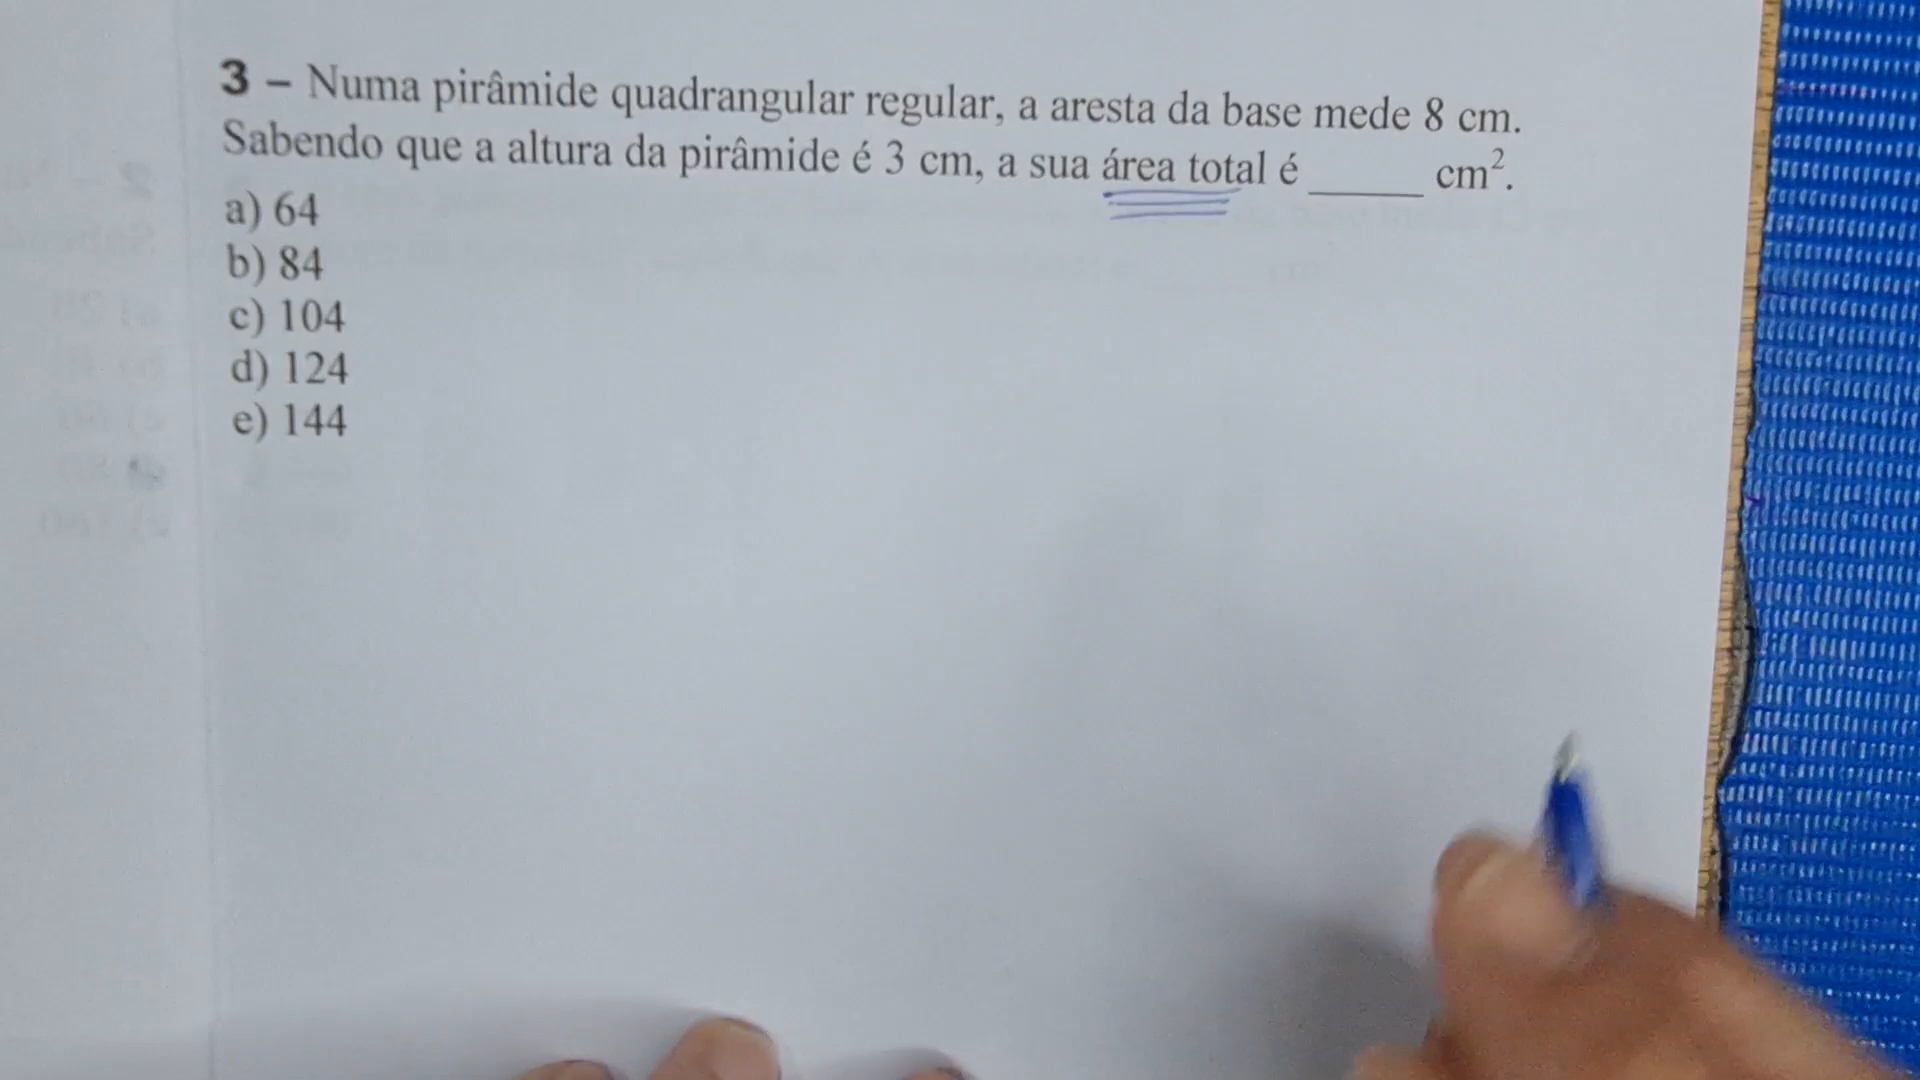 3 – Numa pirâmide quadrangular regular, a aresta da base mede 8 cm.
Sabendo que a altura da pirâmide é 3 cm, a sua área total é ______ cm².
a) 64
b) 84
c) 104
d) 124
e) 144